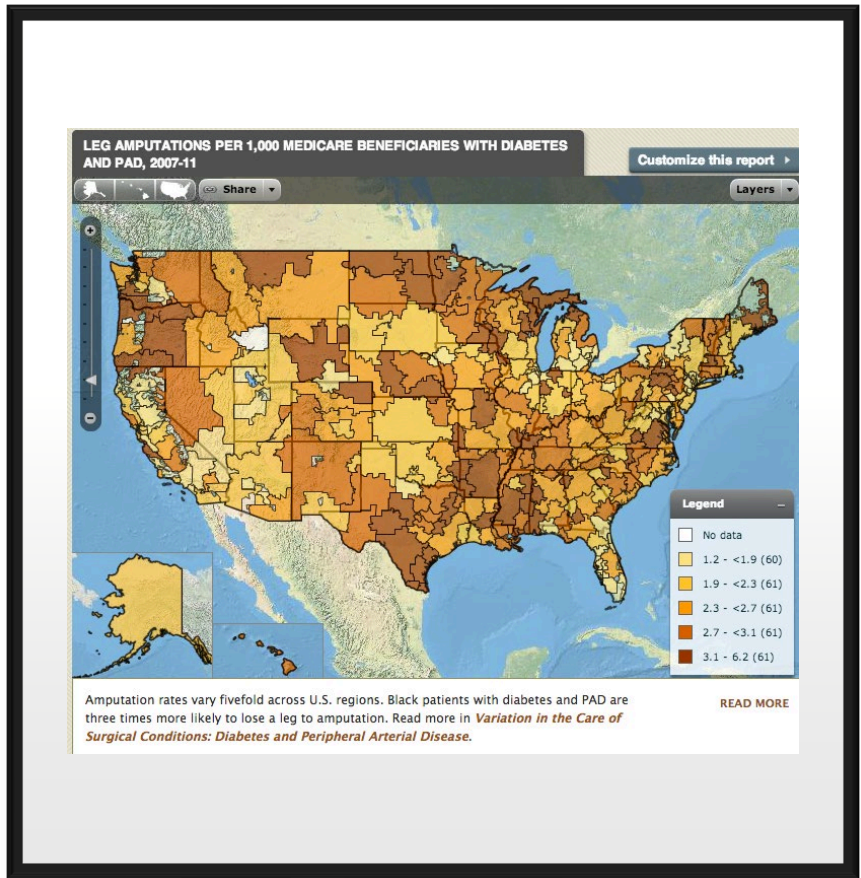 LEG AMPUTATIONS PER 1,000 MEDICARE BENEFICIARIES WITH DIABETES
AND PAD, 2007-11
Customize this report
Share
Layers
Legend
No data
1.2 - <1.9 (60)
1.9 - <2.3 (61)
2.3 - <2.7 (61)
2.7 - <3.1 (61)
3.1 - 6.2 (61)
Amputation rates vary fivefold across U.S. regions. Black patients with diabetes and PAD are
three times more likely to lose a leg to amputation. Read more in Variation in the Care of
Surgical Conditions: Diabetes and Peripheral Arterial Disease.
READ MORE